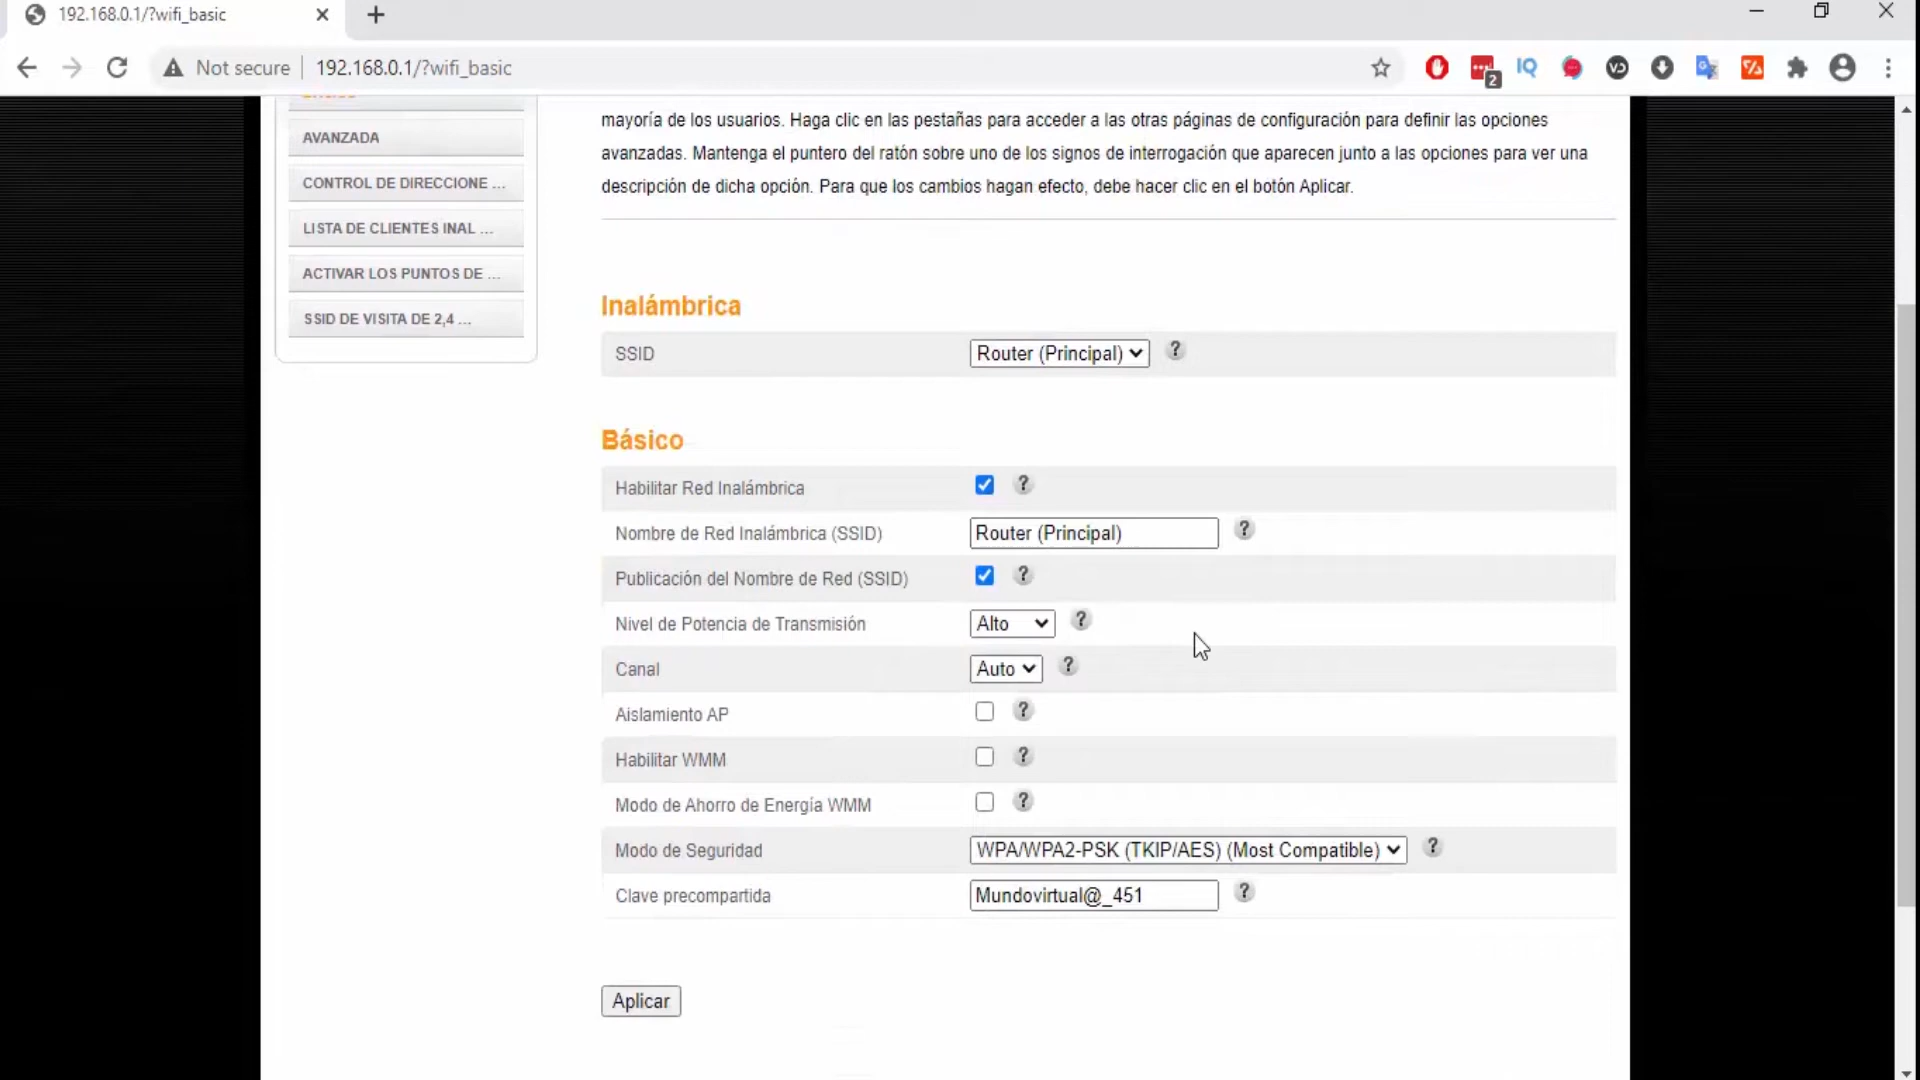 192.168.0.1/?wifi_basic
Not secure
192.168.0.1/?wifi_basic
2
AVANZADA
CONTROL DE DIRECCIONE ...
LISTA DE CLIENTES INAL ...
ACTIVAR LOS PUNTOS DE ...
SSID DE VISITA DE 2,4 ...
mayoría de los usuarios. Haga clic en las pestañas para acceder a las otras páginas de configuración para definir las opciones
avanzadas. Mantenga el puntero del ratón sobre uno de los signos de interrogación que aparecen junto a las opciones para ver una
descripción de dicha opción. Para que los cambios hagan efecto, debe hacer clic en el botón Aplicar.
Inalámbrica
SSID Router (Principal) ?
Básico
Habilitar Red Inalámbrica ?
Nombre de Red Inalámbrica (SSID) Router (Principal) ?
Publicación del Nombre de Red (SSID) ?
Nivel de Potencia de Transmisión Alto ?
Canal Auto ?
Aislamiento AP ?
Habilitar WMM ?
Modo de Ahorro de Energía WMM ?
Modo de Seguridad WPA/WPA2-PSK (TKIP/AES) (Most Compatible) ?
Clave precompartida Mundovirtual@_451 ?
Aplicar